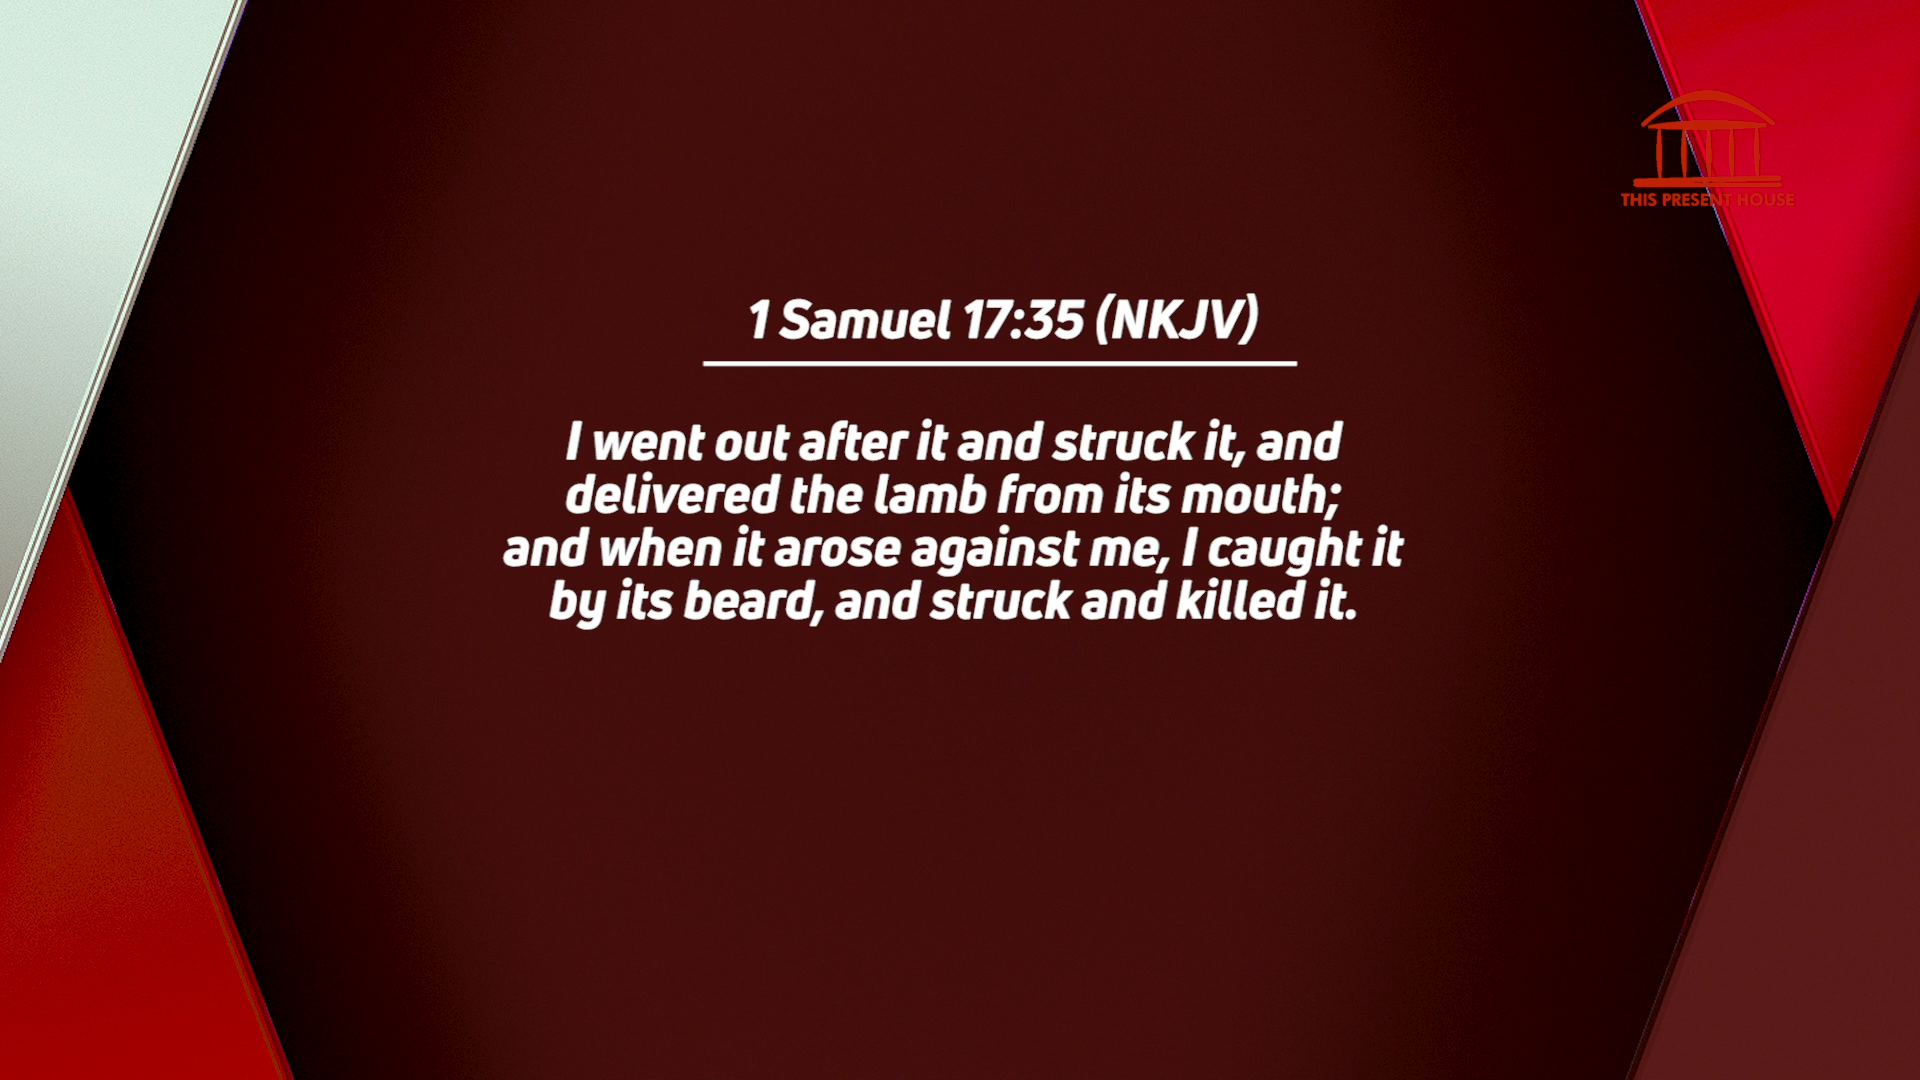 THIS PRESENT HOUSE
1 Samuel 17:35 (NKJV)
I went out after it and struck it, and
delivered the lamb from its mouth;
and when it arose against me, I caught it
by its beard, and struck and killed it.